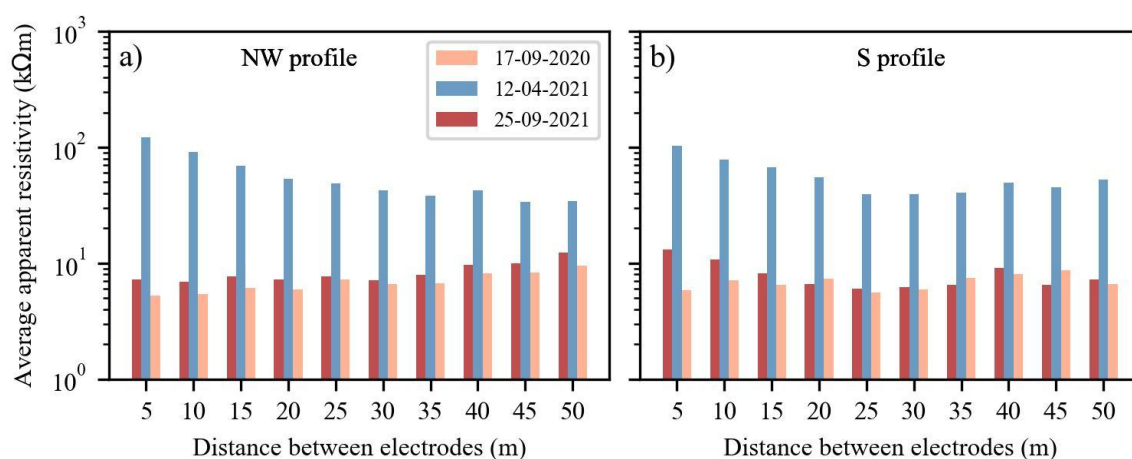 a)
NW profile
17-09-2020
12-04-2021
25-09-2021
b)
S profile
Average apparent resistivity (kΩm)
10³
10²
10¹
10⁰
5 10 15 20 25 30 35 40 45 50
5 10 15 20 25 30 35 40 45 50
Distance between electrodes (m)
Distance between electrodes (m)